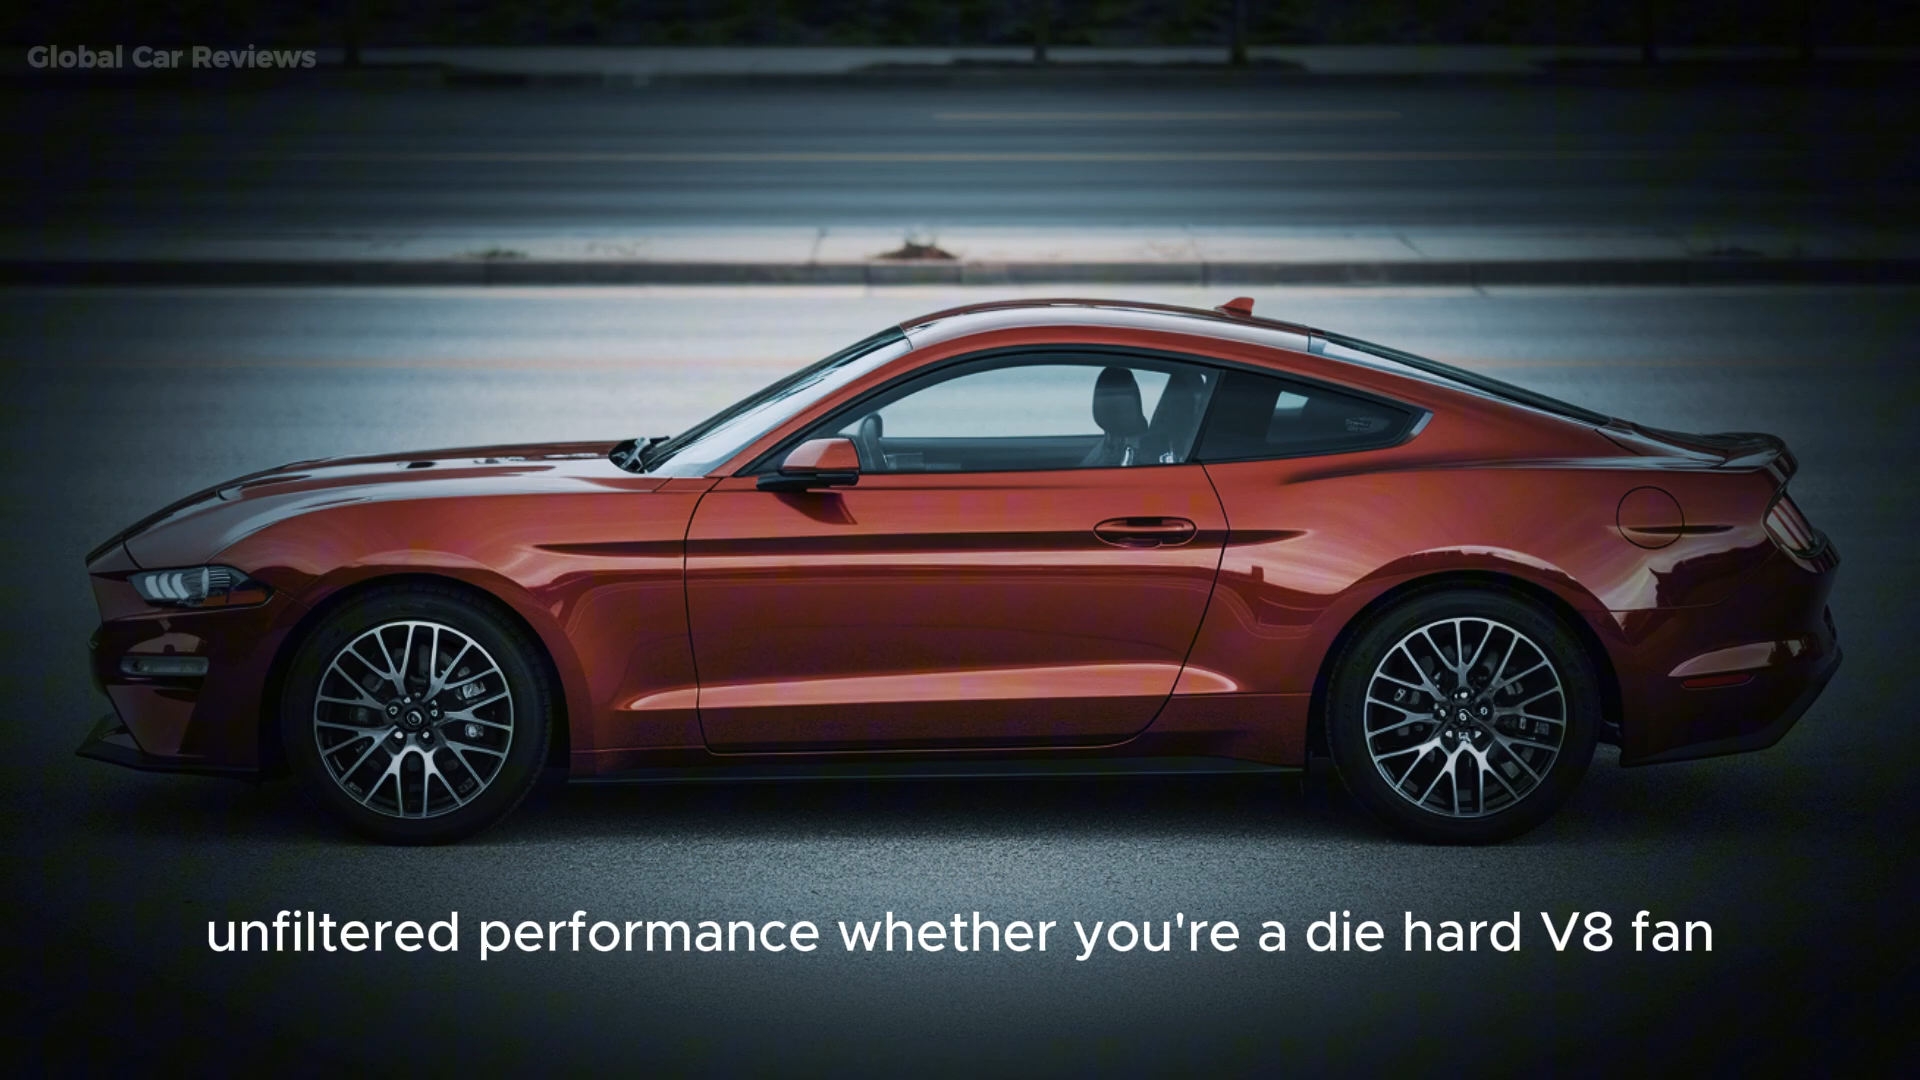 Global Car Reviews
unfiltered performance whether you're a die hard V8 fan